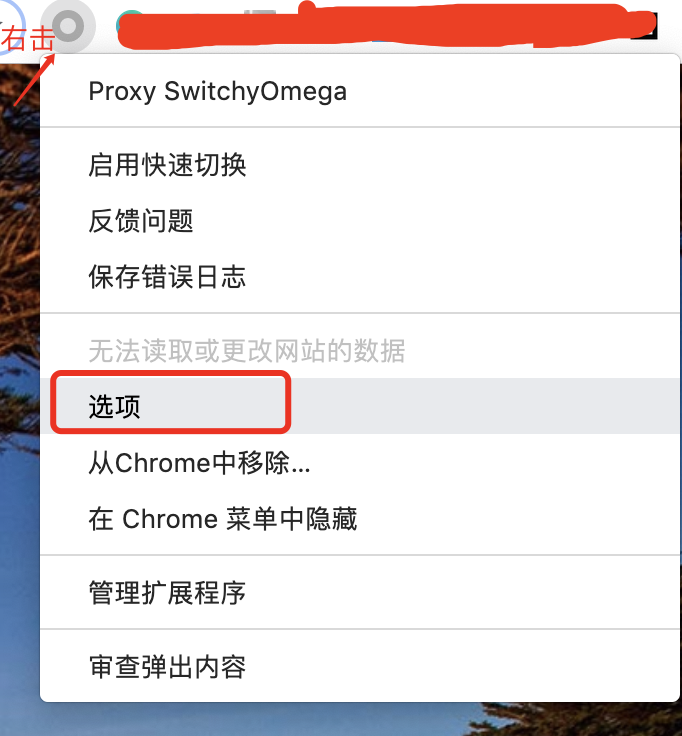 右击
Proxy SwitchyOmega
启用快速切换
反馈问题
保存错误日志
无法读取或更改网站的数据
选项
从Chrome中移除...
在 Chrome 菜单中隐藏
管理扩展程序
审查弹出内容